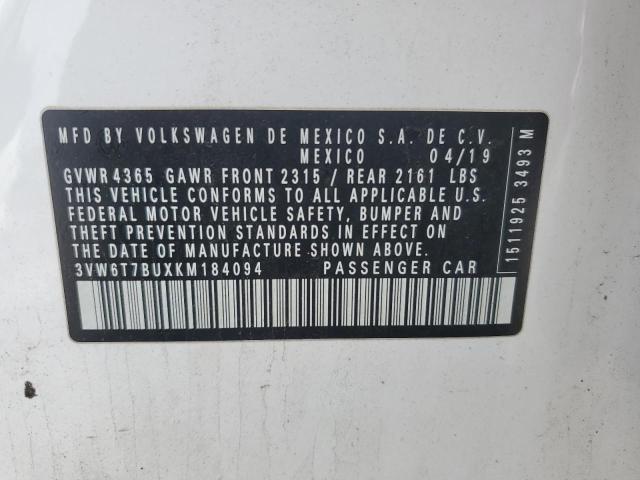 MFD BY VOLKSWAGEN DE MEXICO S.A. DE C.V.
MEXICO 04/19
GVWR 4365 GAWR FRONT 2315 / REAR 2161 LBS
THIS VEHICLE CONFORMS TO ALL APPLICABLE U.S.
FEDERAL MOTOR VEHICLE SAFETY, BUMPER AND
THEFT PREVENTION STANDARDS IN EFFECT ON
THE DATE OF MANUFACTURE SHOWN ABOVE.
3VW6T7BUXKM184094 PASSENGER CAR
1511925 3493 M